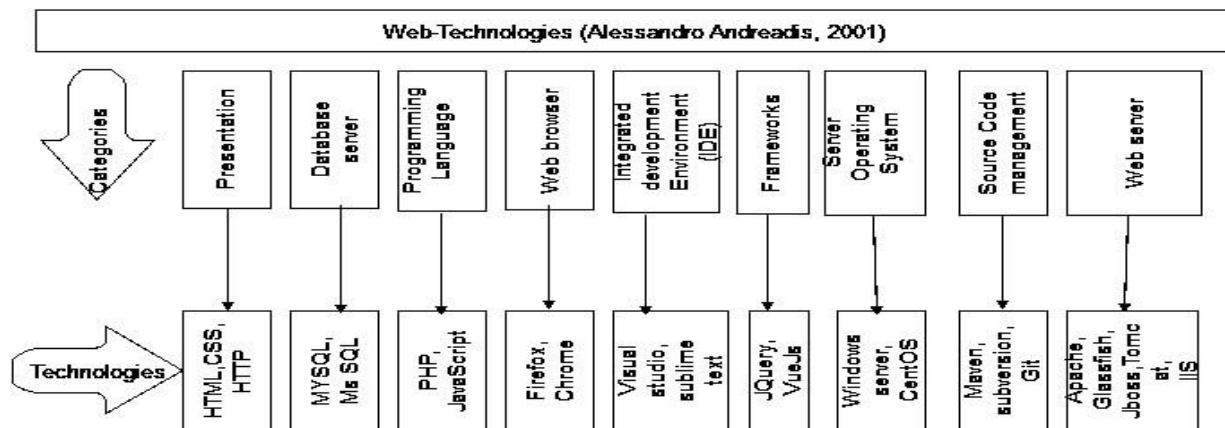 Web-Technologies (Alessandro Andreadis, 2001)
Categories
Presentation
Database
server
Programming
Language
Web browser
Integrated
development
Environment
(IDE)
Frameworks
Server
Operating
System
Source Code
management
Web server
Technologies
HTML,CSS,
HTTP
MYSQL,
Ms SQL
PHP,
JavaScript
Firefox,
Chrome
Visual
studio,
sublime
text
JQuery,
VueJs
Windows
server,
CentOS
Maven,
subversion,
Git
Apache,
Glassfish,
Jboss,Tomc
at,
IIS